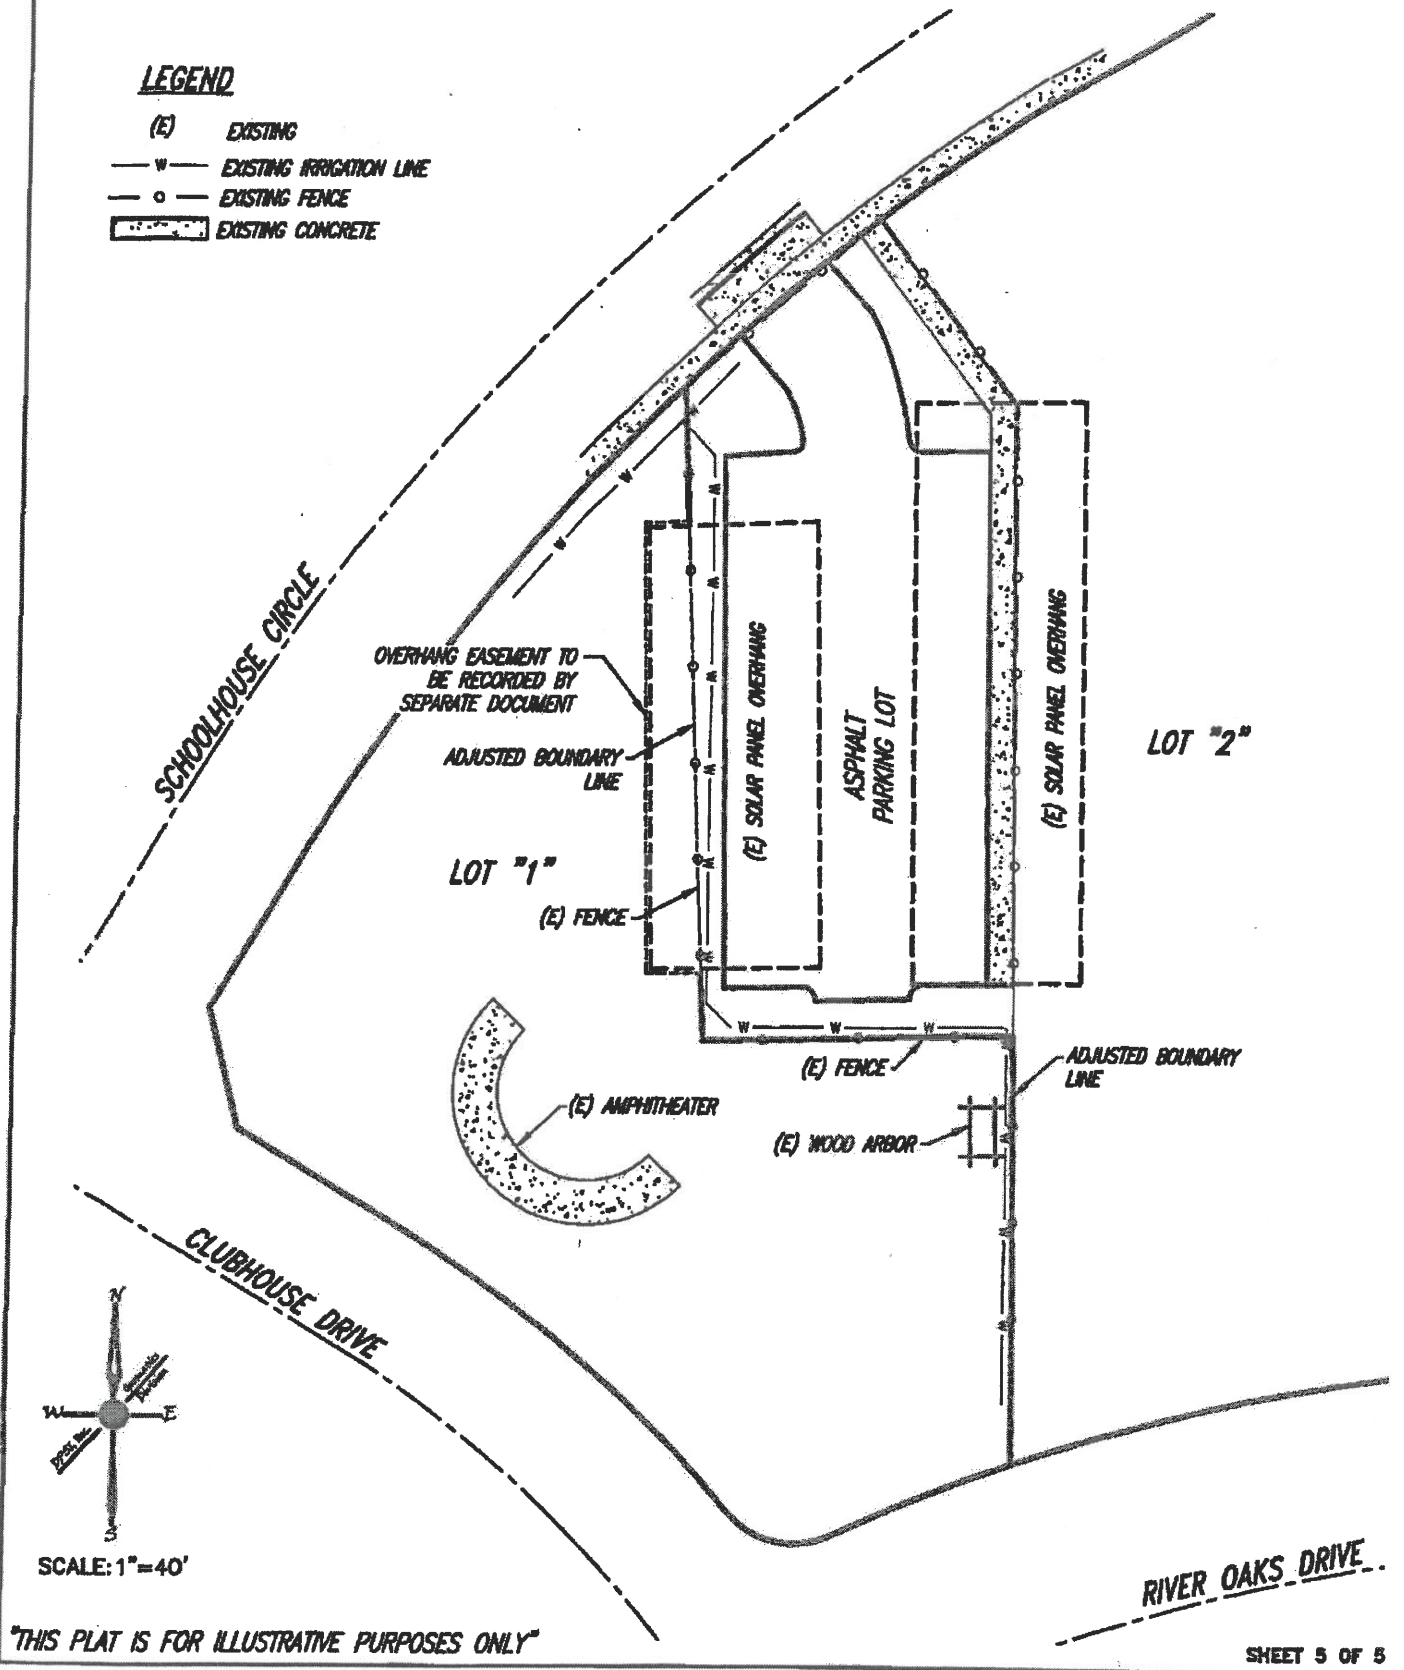 LEGEND
(E) EXISTING
W EXISTING IRRIGATION LINE
EXISTING FENCE
EXISTING CONCRETE
SCHOOLHOUSE CIRCLE
OVERHANG EASEMENT TO
BE RECORDED BY
SEPARATE DOCUMENT
ADJUSTED BOUNDARY
LINE
LOT "1"
(E) FENCE
(E) SOLAR PANEL OVERHANG
ASPHALT
PARKING LOT
(E) SOLAR PANEL OVERHANG
LOT "2"
W
W
W
W
W
W
W
W
W W W
(E) FENCE
ADJUSTED BOUNDARY
LINE
(E) AMPHITHEATER
(E) WOOD ARBOR
W
W
W
CLUBHOUSE DRIVE
N
W E
S
SCALE: 1"=40'
RIVER OAKS DRIVE
"THIS PLAT IS FOR ILLUSTRATIVE PURPOSES ONLY"
SHEET 5 OF 5